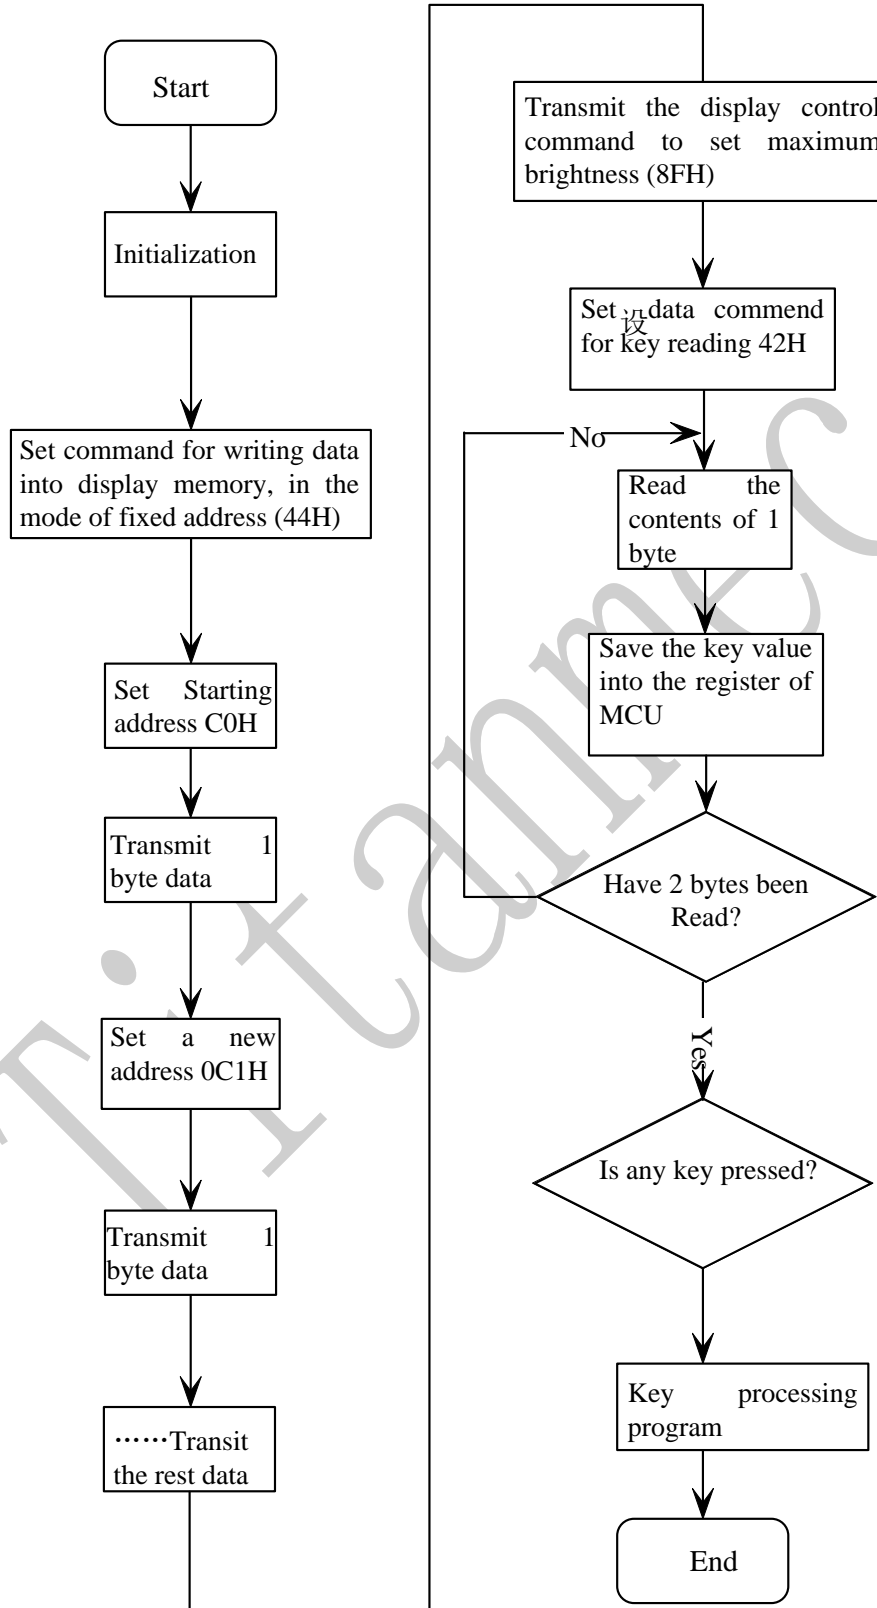 Start
Initialization
Set command for writing data
into display memory, in the
mode of fixed address (44H)
Set Starting
address C0H
Transmit 1
byte data
Set a new
address 0C1H
Transmit 1
byte data
······Transit
the rest data
Transmit the display control
command to set maximum
brightness (8FH)
Set 设data commend
for key reading 42H
No
Read the
contents of 1
byte
Save the key value
into the register of
MCU
Have 2 bytes been
Read?
Yes
Is any key pressed?
Key processing
program
End
Titanmec